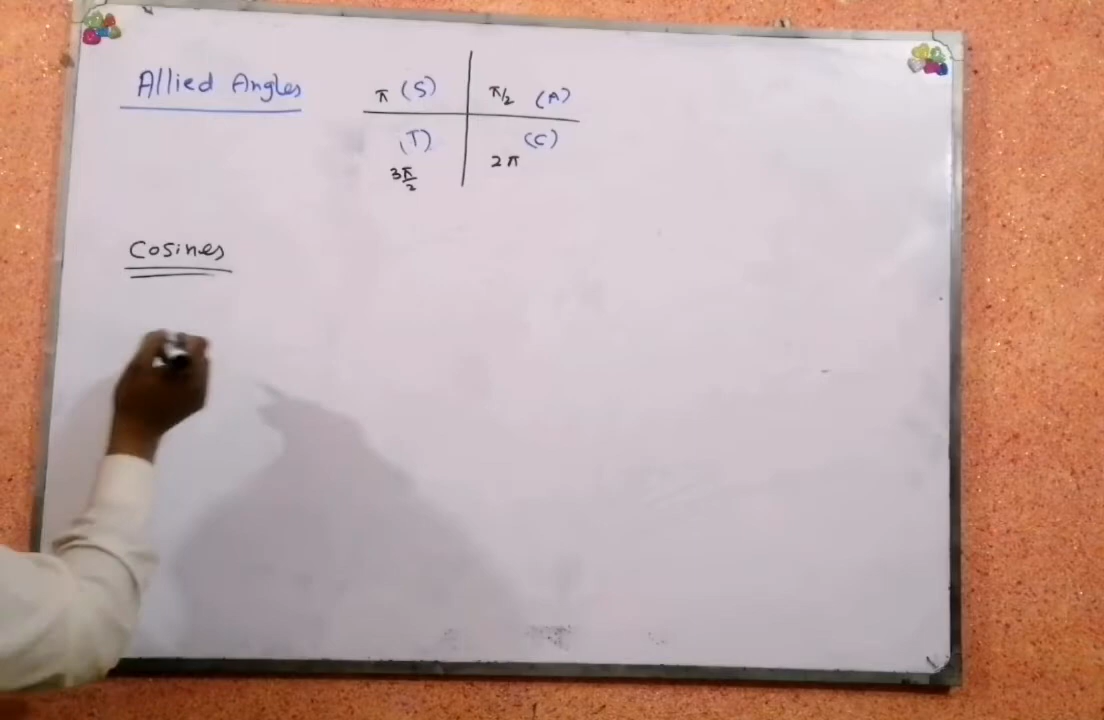 Allied Angles
π (S) π/2 (A)
(T) (C)
3π/2 2π
Cosines